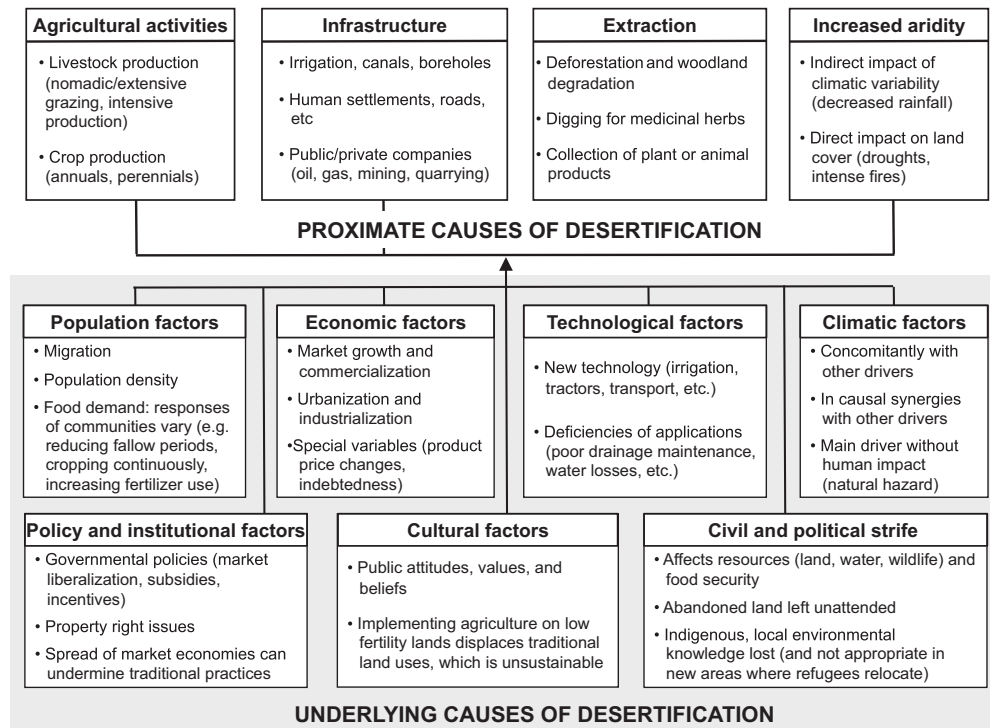 Agricultural activities
• Livestock production
(nomadic/extensive
grazing, intensive
production)
• Crop production
(annuals, perennials)
Infrastructure
• Irrigation, canals, boreholes
• Human settlements, roads,
etc
• Public/private companies
(oil, gas, mining, quarrying)
Extraction
• Deforestation and woodland
degradation
• Digging for medicinal herbs
• Collection of plant or animal
products
Increased aridity
• Indirect impact of
climatic variability
(decreased rainfall)
• Direct impact on land
cover (droughts,
intense fires)
PROXIMATE CAUSES OF DESERTIFICATION
Population factors
• Migration
• Population density
• Food demand: responses
of communities vary (e.g.
reducing fallow periods,
cropping continuously,
increasing fertilizer use)
Economic factors
• Market growth and
commercialization
• Urbanization and
industrialization
•Special variables (product
price changes,
indebtedness)
Technological factors
• New technology (irrigation,
tractors, transport, etc.)
• Deficiencies of applications
(poor drainage maintenance,
water losses, etc.)
Climatic factors
• Concomitantly with
other drivers
• In causal synergies
with other drivers
• Main driver without
human impact
(natural hazard)
Policy and institutional factors
• Governmental policies (market
liberalization, subsidies,
incentives)
• Property right issues
• Spread of market economies can
undermine traditional practices
Cultural factors
• Public attitudes, values, and
beliefs
• Implementing agriculture on low
fertility lands displaces traditional
land uses, which is unsustainable
Civil and political strife
• Affects resources (land, water, wildlife) and
food security
• Abandoned land left unattended
• Indigenous, local environmental
knowledge lost (and not appropriate in
new areas where refugees relocate)
UNDERLYING CAUSES OF DESERTIFICATION